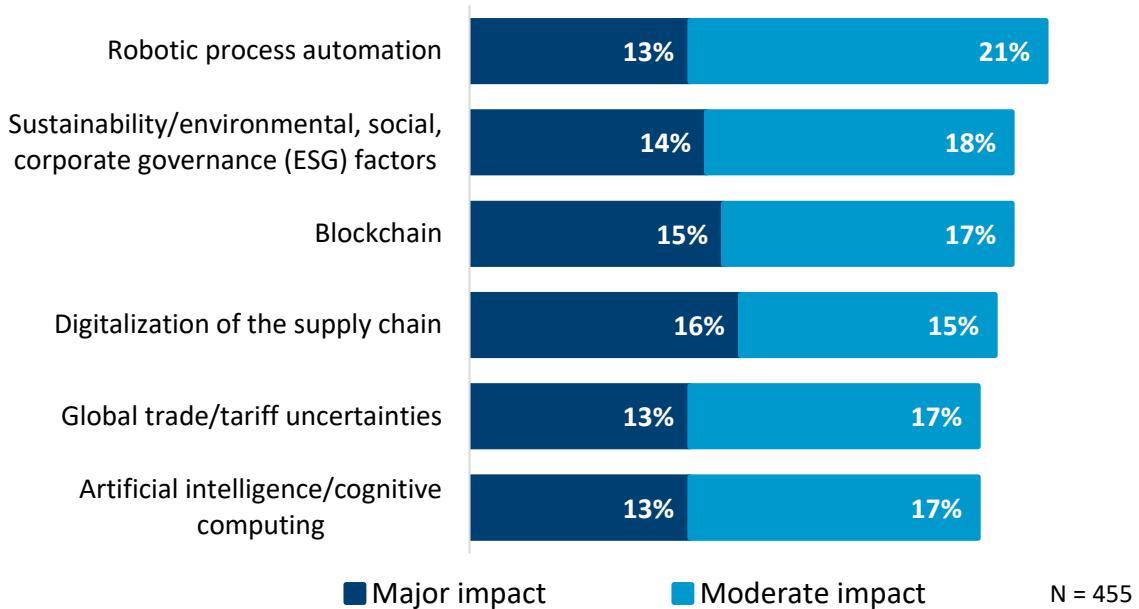 Robotic process automation
13%
21%
Sustainability/environmental, social,
corporate governance (ESG) factors
14%
18%
Blockchain
15%
17%
Digitalization of the supply chain
16%
15%
Global trade/tariff uncertainties
13%
17%
Artificial intelligence/cognitive
computing
13%
17%
Major impact
Moderate impact
N = 455